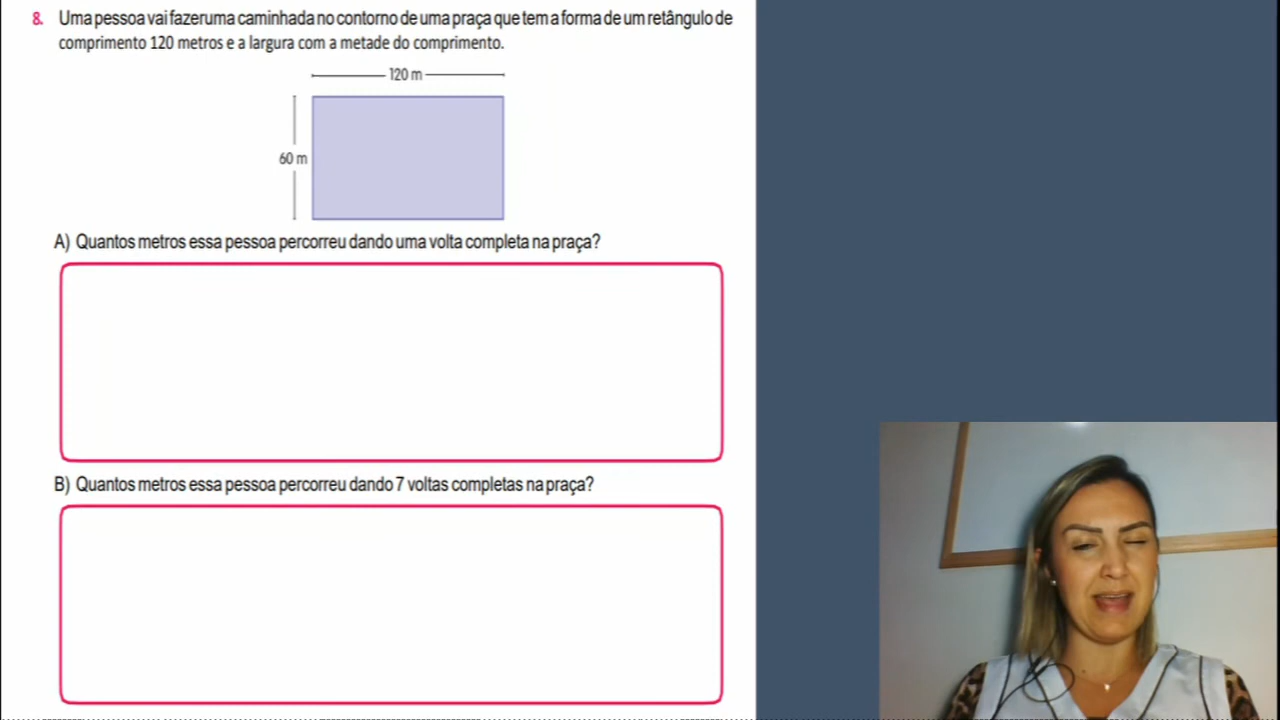 8. Uma pessoa vai fazeruma caminhada no contorno de uma praça que tem a forma de um retângulo de
comprimento 120 metros e a largura com a metade do comprimento.
120 m
60 m
A) Quantos metros essa pessoa percorreu dando uma volta completa na praça?
B) Quantos metros essa pessoa percorreu dando 7 voltas completas na praça?